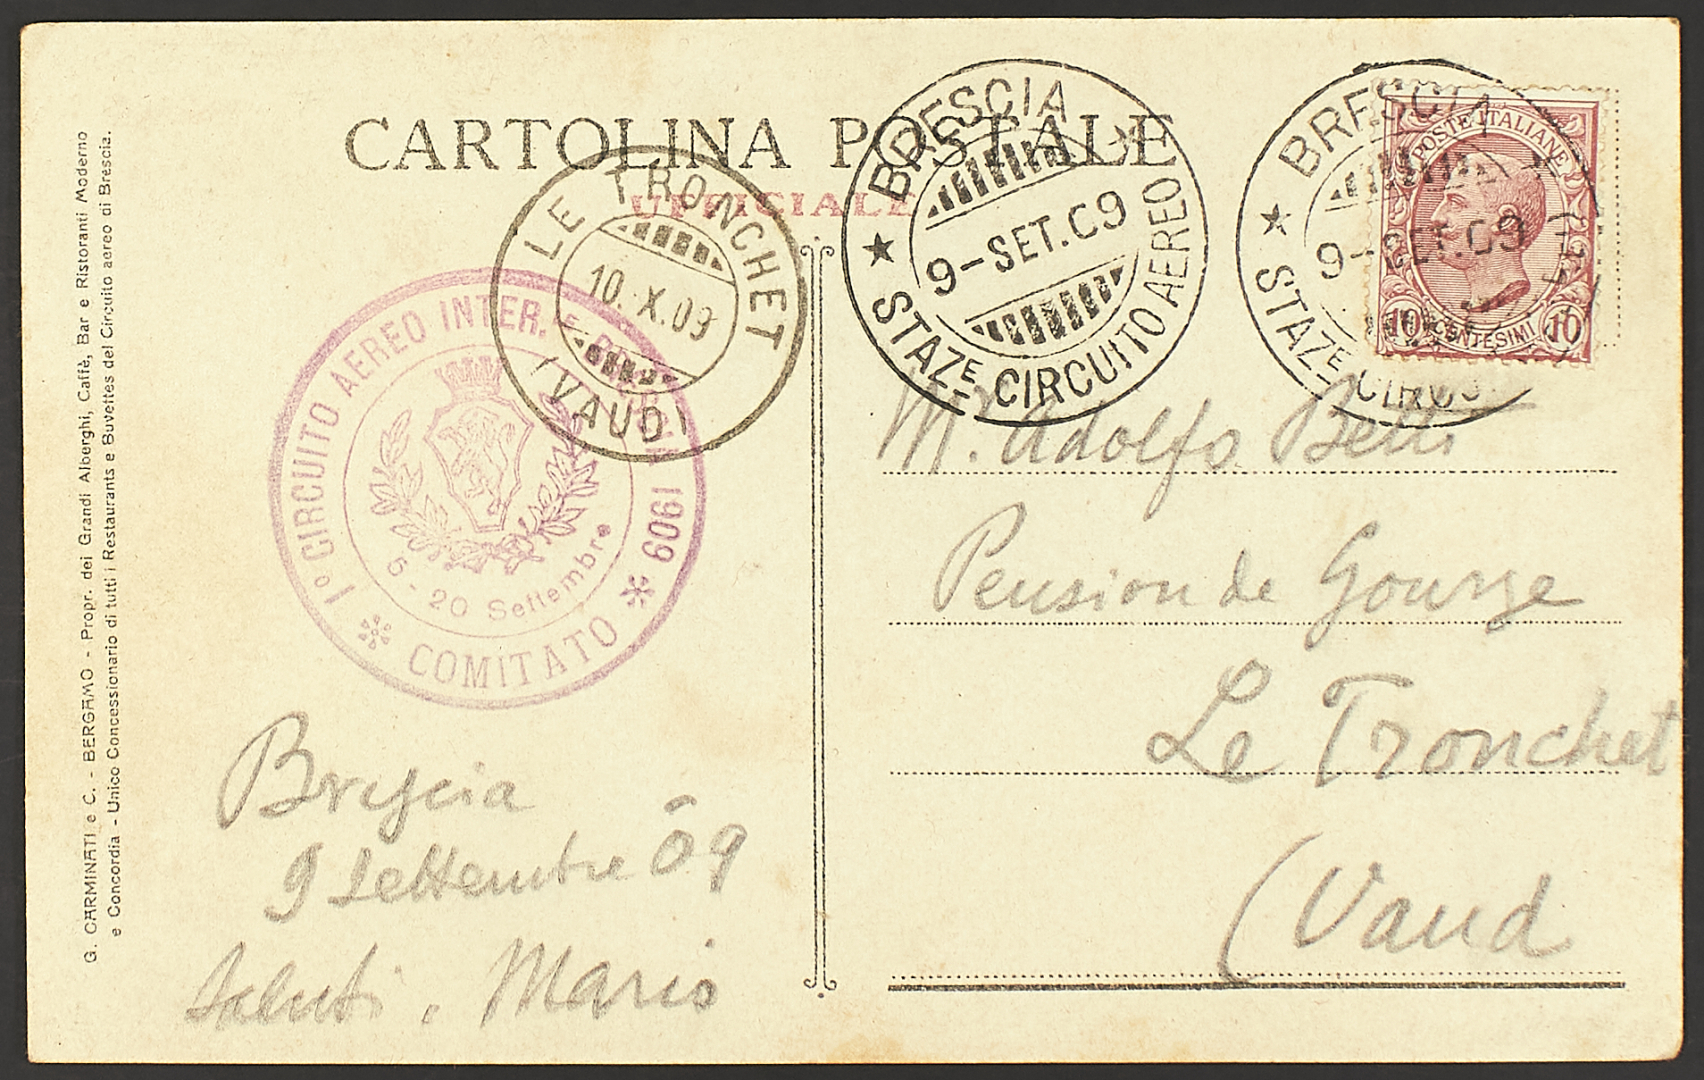 G. CARMINATI e C. - BERGAMO - Propr. dei Grandi Alberghi, Caffè, Bar e Ristoranti Moderno
e Concordia - Unico Concessionario di tutti i Restaurants e Buvettes del Circuito aereo di Brescia.
CARTOLINA POSTALE
UFFICIALE
LE TRONCHET
10.X.09
(VAUD)
BRESCIA
9-SET.09
STAZE CIRCUITO AEREO
BRESCIA
9-SET.09
STAZE
POSTE ITALIANE
10 CENTESIMI 10
1º CIRCUITO AEREO INTER.
1909
6-20 Settembre
COMITATO
Brescia
9 Settembre 09
Saluti. Mario
M. Adolfo
Pension de
Le Tronchet
(Vaud